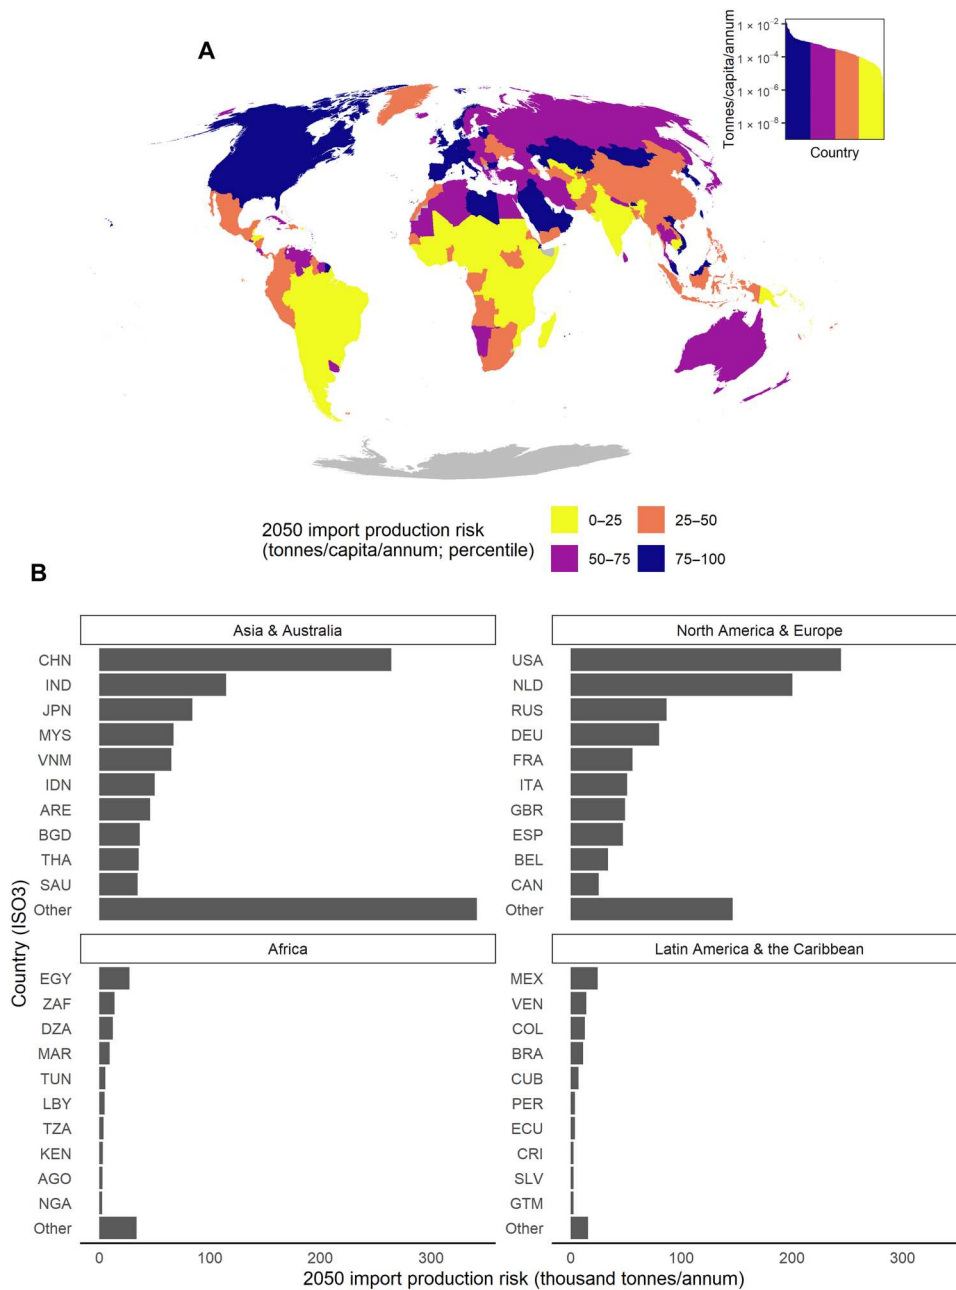 A
Tonnes/capita/annum
1 × 10⁻²
1 × 10⁻⁴
1 × 10⁻⁶
1 × 10⁻⁸
Country
2050 import production risk
(tonnes/capita/annum; percentile)
0–25
25–50
50–75
75–100
B
Country (ISO3)
Asia & Australia
CHN
IND
JPN
MYS
VNM
IDN
ARE
BGD
THA
SAU
Other
North America & Europe
USA
NLD
RUS
DEU
FRA
ITA
GBR
ESP
BEL
CAN
Other
Africa
EGY
ZAF
DZA
MAR
TUN
LBY
TZA
KEN
AGO
NGA
Other
0 100 200 300
Latin America & the Caribbean
MEX
VEN
COL
BRA
CUB
PER
ECU
CRI
SLV
GTM
Other
0 100 200 300
2050 import production risk (thousand tonnes/annum)